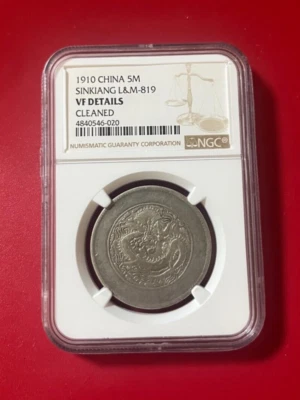 1910 CHINA 5M
SINKIANG L&M-819
VF DETAILS
CLEANED
4840546-020
NUMISMATIC GUARANTY CORPORATION
NGC